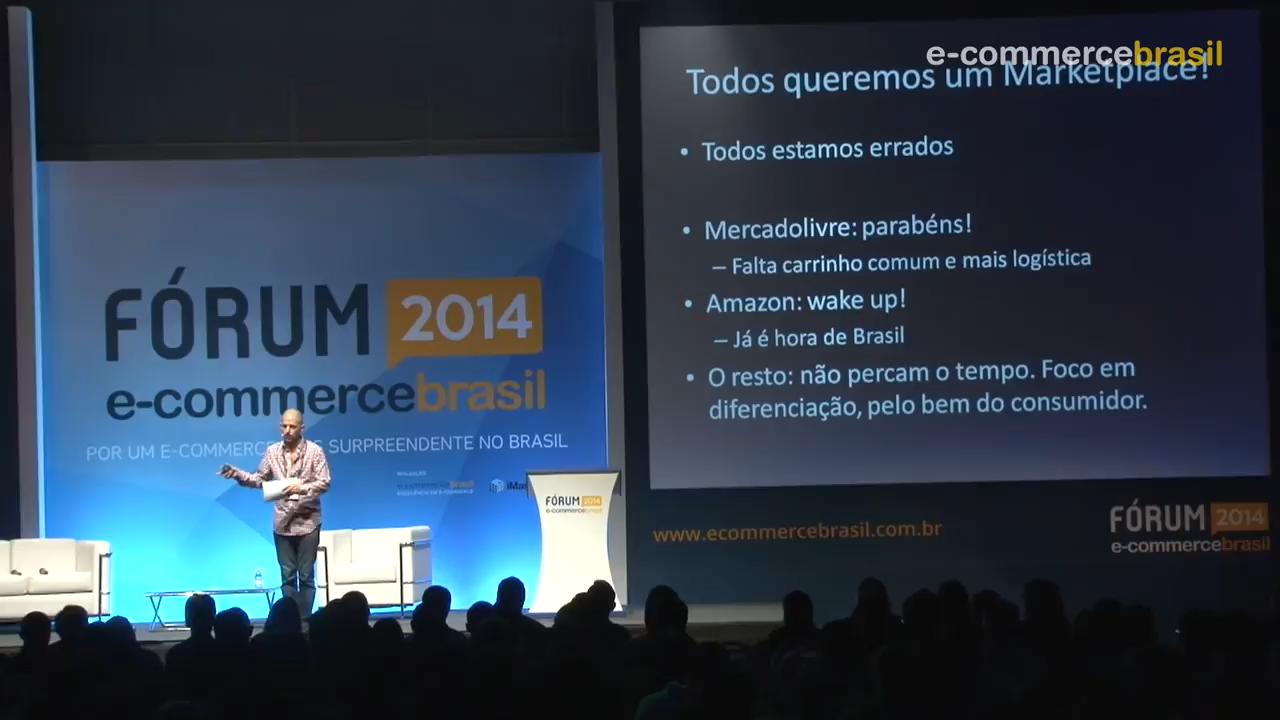 e-commercebrasil
Todos queremos um Marketplace!
• Todos estamos errados
• Mercadolivre: parabéns!
– Falta carrinho comum e mais logística
• Amazon: wake up!
– Já é hora de Brasil
• O resto: não percam o tempo. Foco em
diferenciação, pelo bem do consumidor.
FÓRUM 2014
e-commercebrasil
POR UM E-COMMERCE SURPREENDENTE NO BRASIL
e-commercebrasil
FÓRUM 2014
e-commercebrasil
www.ecommercebrasil.com.br
FÓRUM 2014
e-commercebrasil